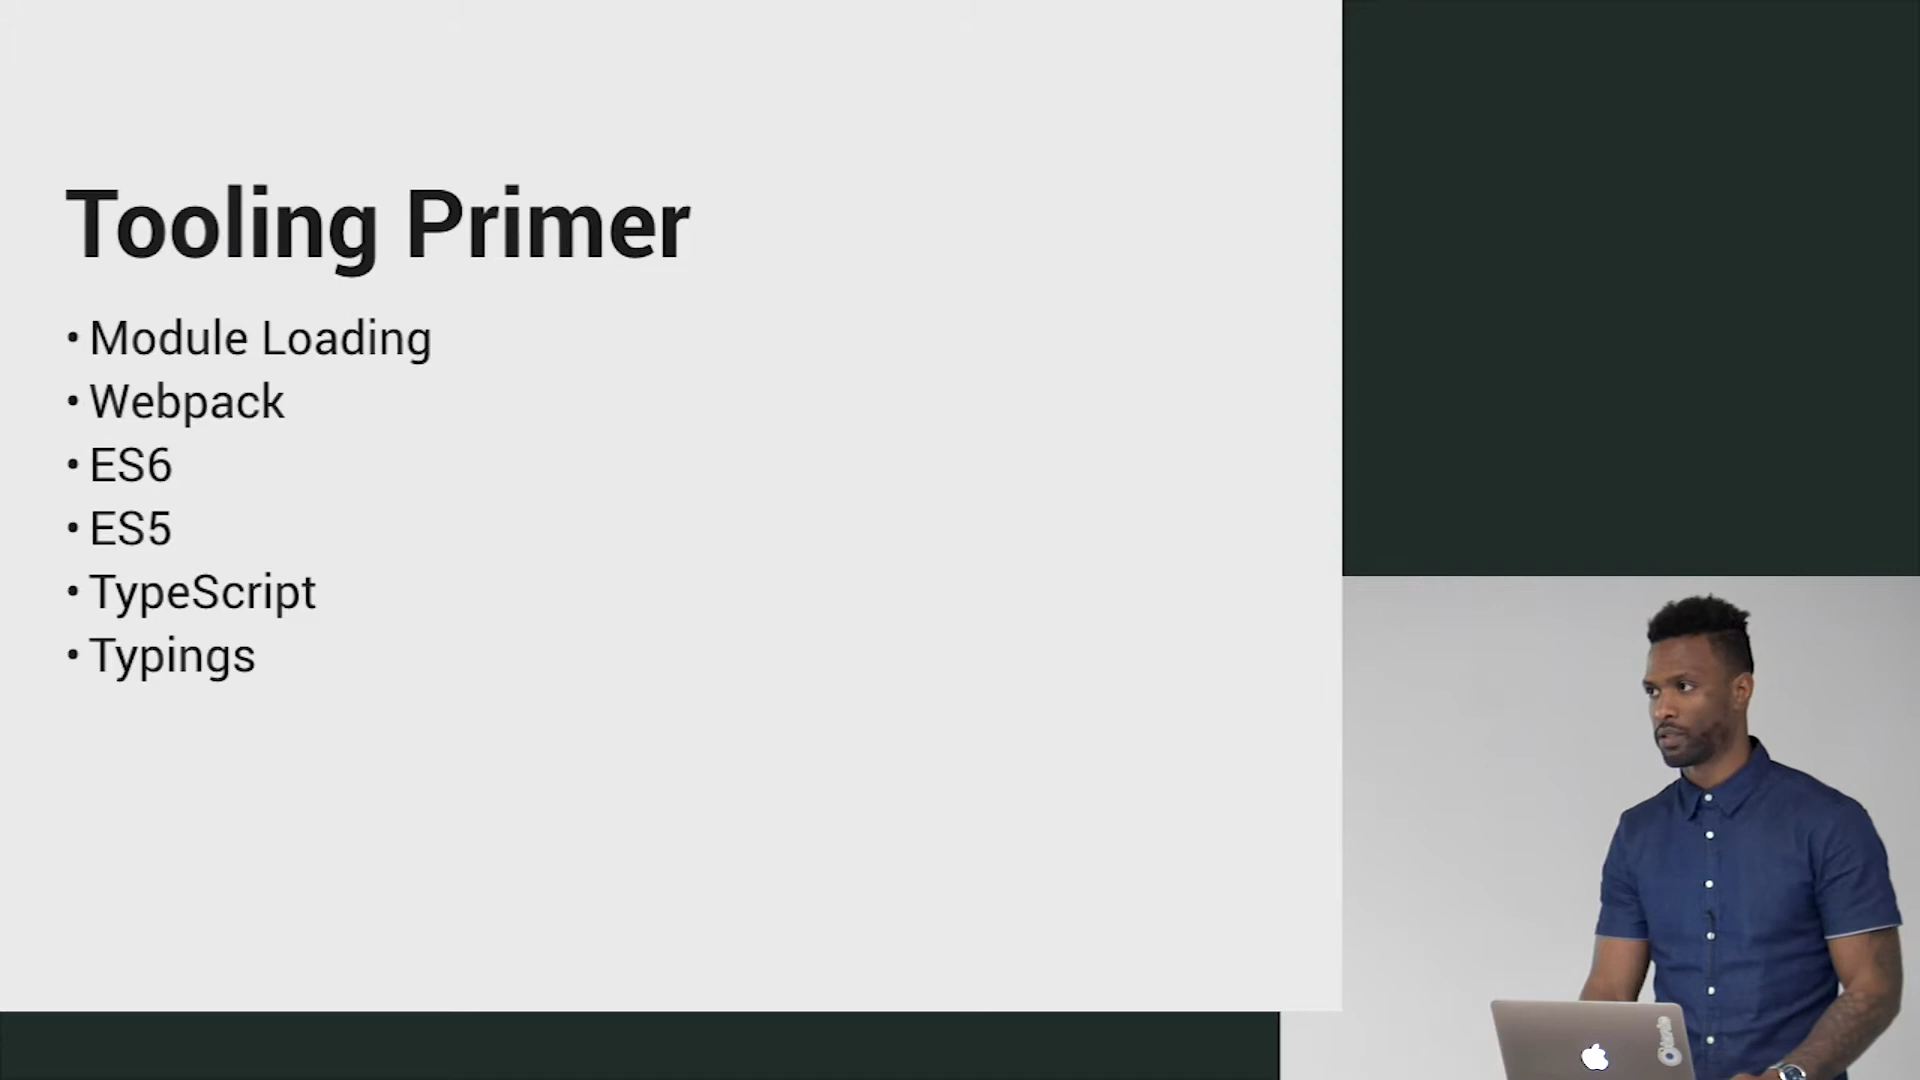 Tooling Primer
• Module Loading
• Webpack
• ES6
• ES5
• TypeScript
• Typings